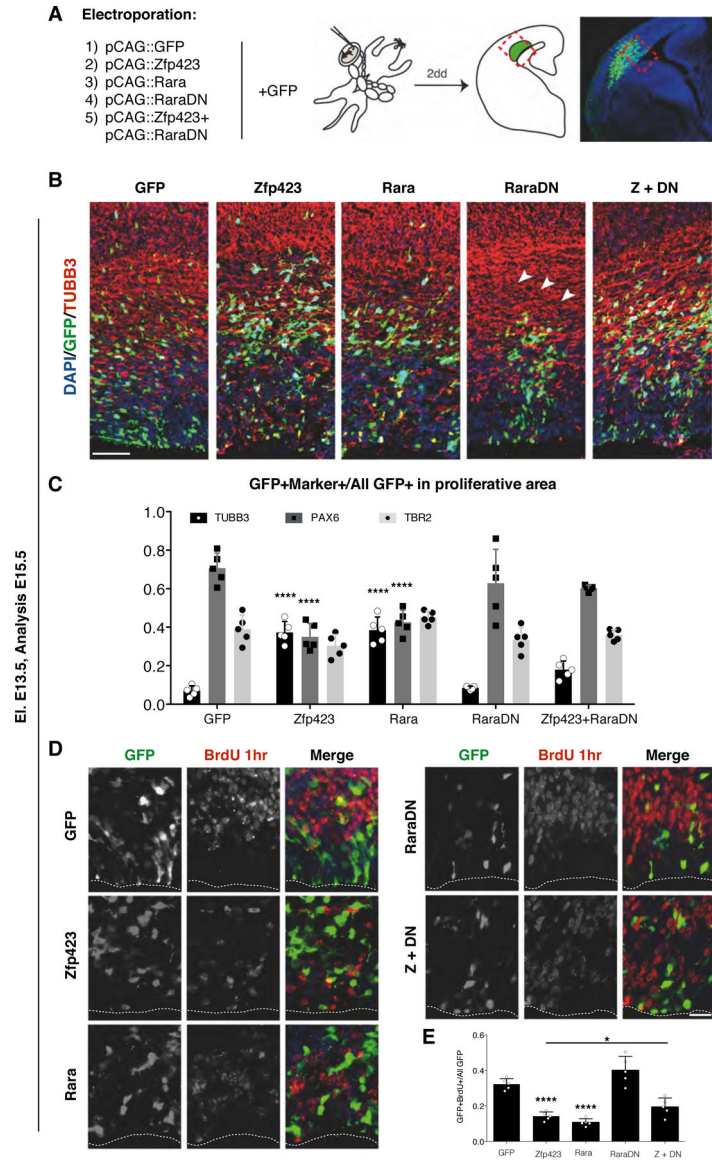 A Electroporation:
1) pCAG::GFP
2) pCAG::Zfp423
3) pCAG::Rara
4) pCAG::RaraDN
5) pCAG::Zfp423+
pCAG::RaraDN
+GFP
2dd
El. E13.5, Analysis E15.5
B
GFP Zfp423 Rara RaraDN Z + DN
DAPI/GFP/TUBB3
C
GFP+Marker+/All GFP+ in proliferative area
TUBB3 PAX6 TBR2
1.0
0.8
0.6
0.4
0.2
0.0
**** **** **** ****
GFP Zfp423 Rara RaraDN Zfp423+RaraDN
D
GFP BrdU 1hr Merge
GFP
Zfp423
Rara
GFP BrdU 1hr Merge
RaraDN
Z + DN
E
GFP+BrdU+/All GFP
0.6
0.4
0.2
0.0
*
**** ****
GFP Zfp423 Rara RaraDN Z + DN